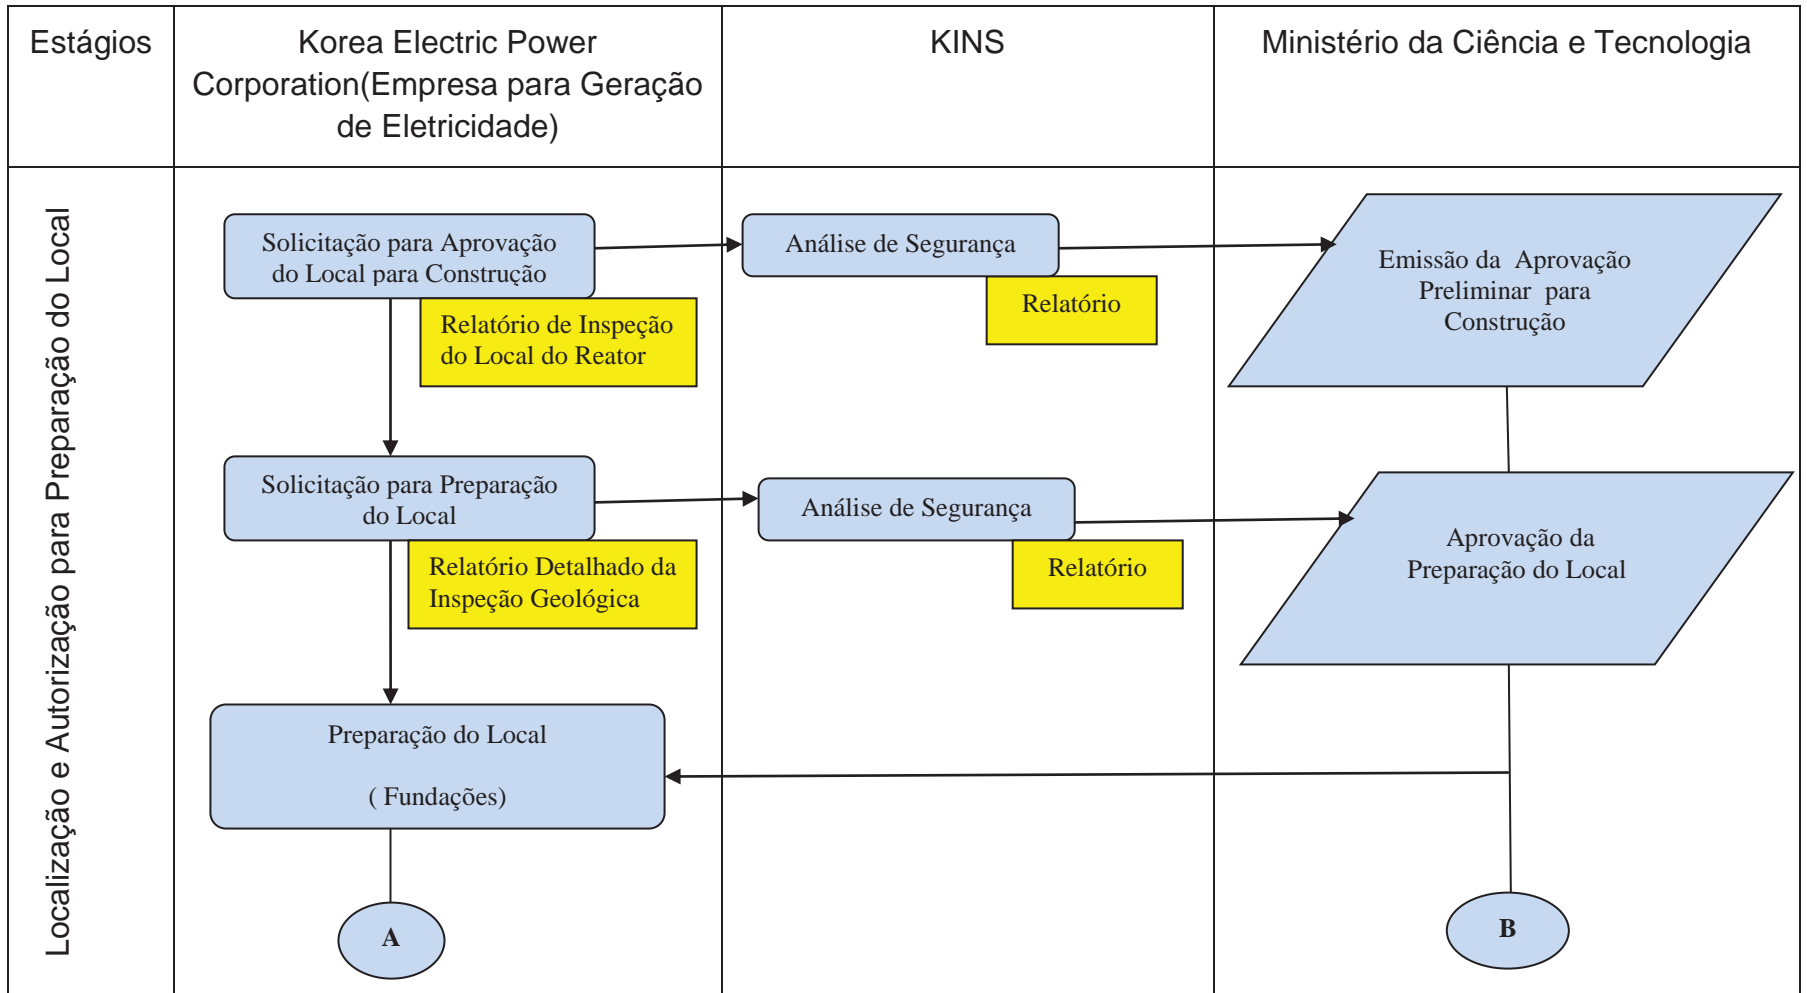 Estágios
Korea Electric Power
Corporation(Empresa para Geração
de Eletricidade)
KINS
Ministério da Ciência e Tecnologia
Localização e Autorização para Preparação do Local
Solicitação para Aprovação
do Local para Construção
Relatório de Inspeção
do Local do Reator
Análise de Segurança
Relatório
Emissão da Aprovação
Preliminar para
Construção
Solicitação para Preparação
do Local
Relatório Detalhado da
Inspeção Geológica
Análise de Segurança
Relatório
Aprovação da
Preparação do Local
Preparação do Local
( Fundações)
A
B